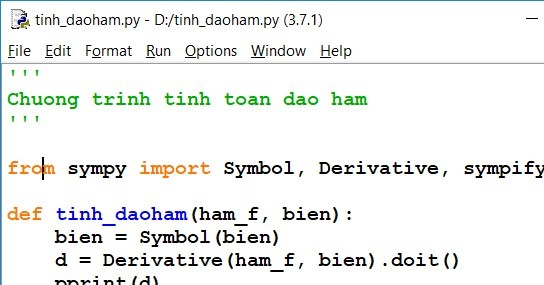 tinh_daoham.py - D:/tinh_daoham.py (3.7.1)
File Edit Format Run Options Window Help
'''
Chuong trinh tinh toan dao ham
'''
from sympy import Symbol, Derivative, sympify
def tinh_daoham(ham_f, bien):
    bien = Symbol(bien)
    d = Derivative(ham_f, bien).doit()
    pprint(d)